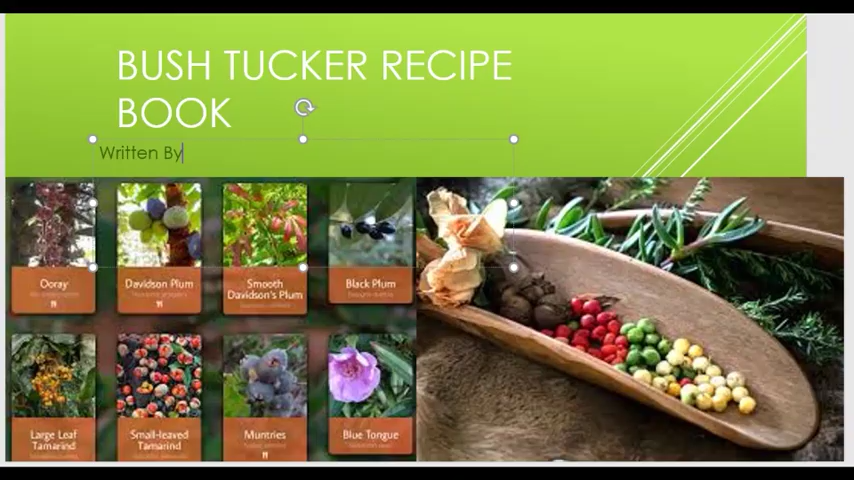 BUSH TUCKER RECIPE
BOOK
Written By
Ooray
Davidson Plum
Smooth
Davidson's Plum
Black Plum
Large Leaf
Tamarind
Small-leaved
Tamarind
Muntries
Blue Tongue